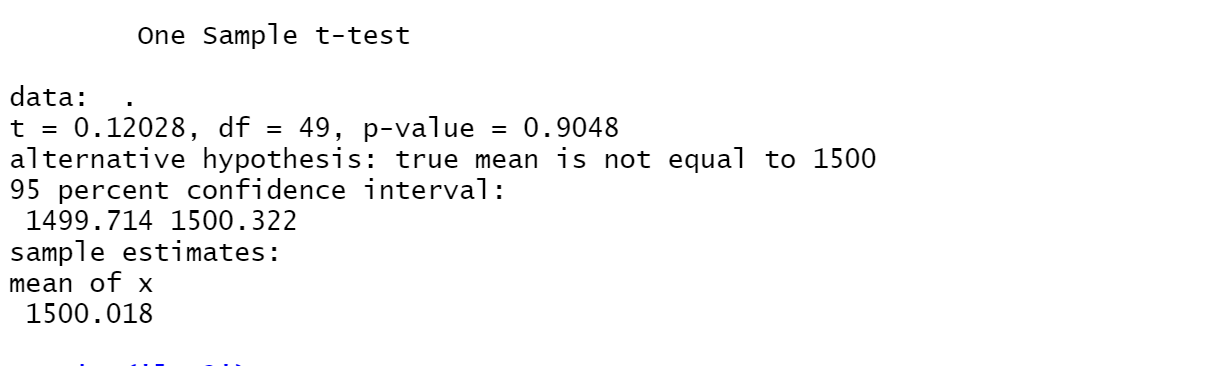 One Sample t-test
data:  .
t = 0.12028, df = 49, p-value = 0.9048
alternative hypothesis: true mean is not equal to 1500
95 percent confidence interval:
1499.714 1500.322
sample estimates:
mean of x
1500.018